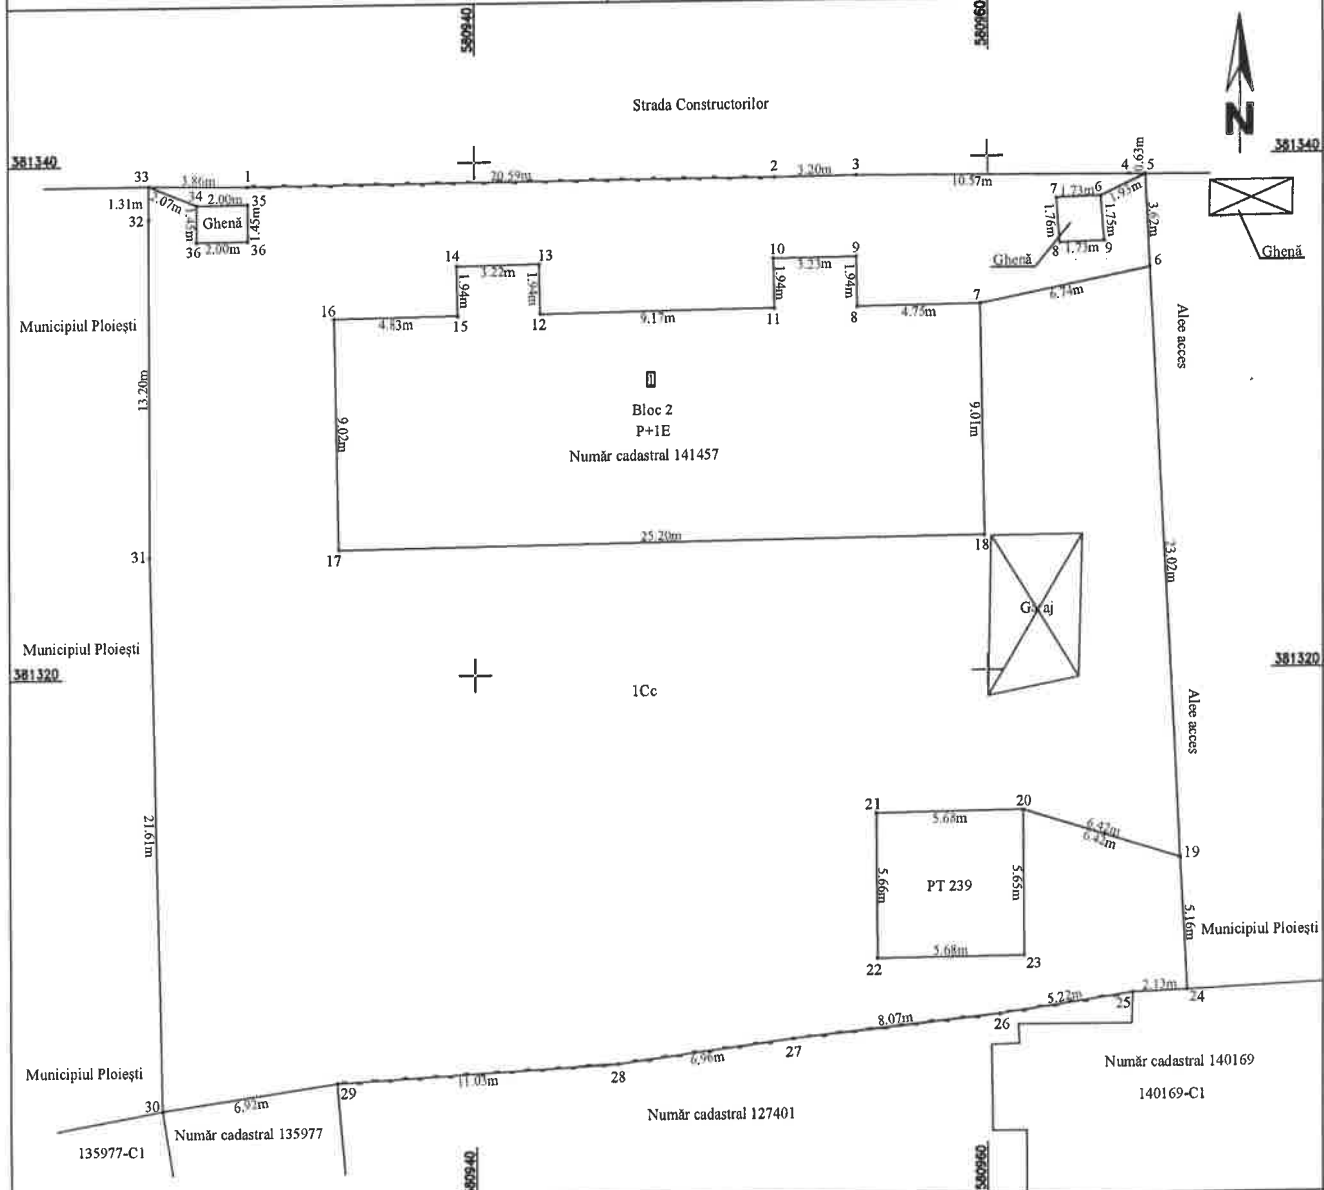 580940
580960
Strada Constructorilor
N
381340
381340
33
3.86m
1
20.59m
2
3.20m
3
10.57m
4
0.93m
5
1.31m
2.07m
34
2.00m
35
7
1.73m
6
1.93m
32
1.45m
Ghenă
1.45m
1.76m
1.75m
3.62m
36
2.00m
36
8
1.73m
9
Ghenă
Ghenă
14
3.22m
13
10
3.23m
9
6
1.94m
1.94m
1.94m
1.94m
7
6.74m
16
4.83m
15
12
9.17m
11
8
4.75m
Municipiul Ploiești
Alee acces
1
Bloc 2
P+1E
Număr cadastral 141457
13.20m
9.02m
9.01m
25.20m
17
18
31
23.02m
Garaj
Municipiul Ploiești
381320
381320
1Cc
Alee acces
21
5.68m
20
6.42m
6.42m
19
21.61m
5.66m
PT 239
5.65m
5.16m
Municipiul Ploiești
22
5.68m
23
2.13m
24
25
5.22m
26
8.07m
27
6.96m
28
11.03m
29
6.92m
30
Municipiul Ploiești
Număr cadastral 140169
140169-C1
Număr cadastral 127401
Număr cadastral 135977
135977-C1
580940
580960